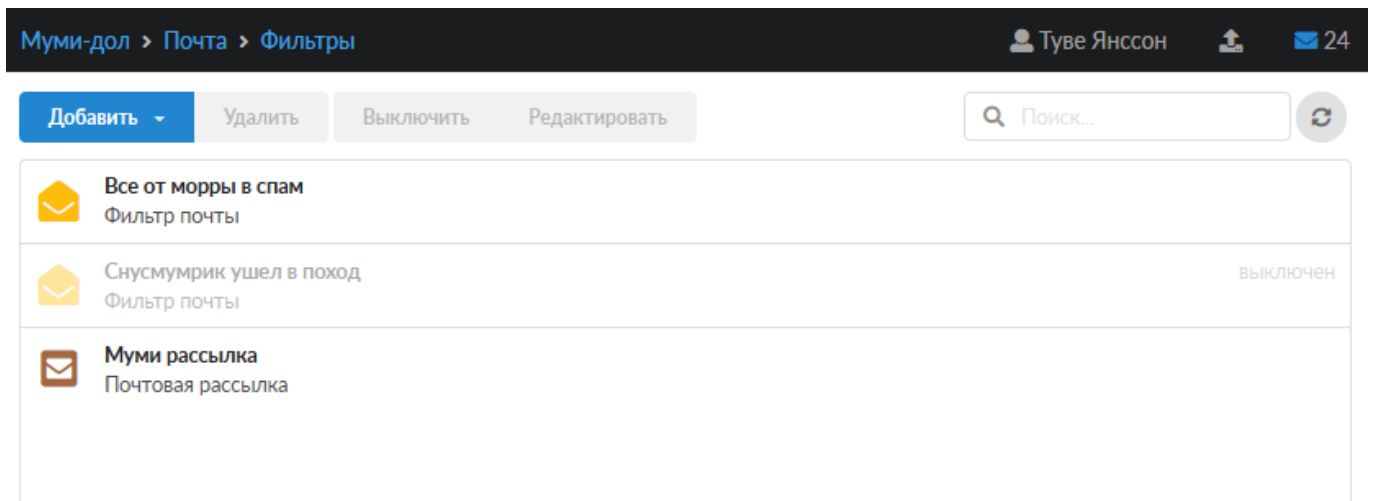 Муми-дол > Почта > Фильтры Туве Янссон 24
Добавить Удалить Выключить Редактировать Поиск...
Все от морры в спам
Фильтр почты
Снусмумрик ушел в поход выключен
Фильтр почты
Муми рассылка
Почтовая рассылка